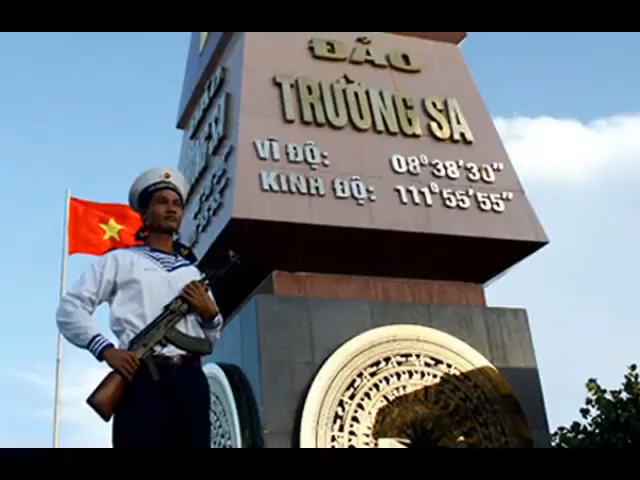 ĐẢO
TRƯỜNG SA
VĨ ĐỘ: 08°38'30"
KINH ĐỘ: 111°55'55"